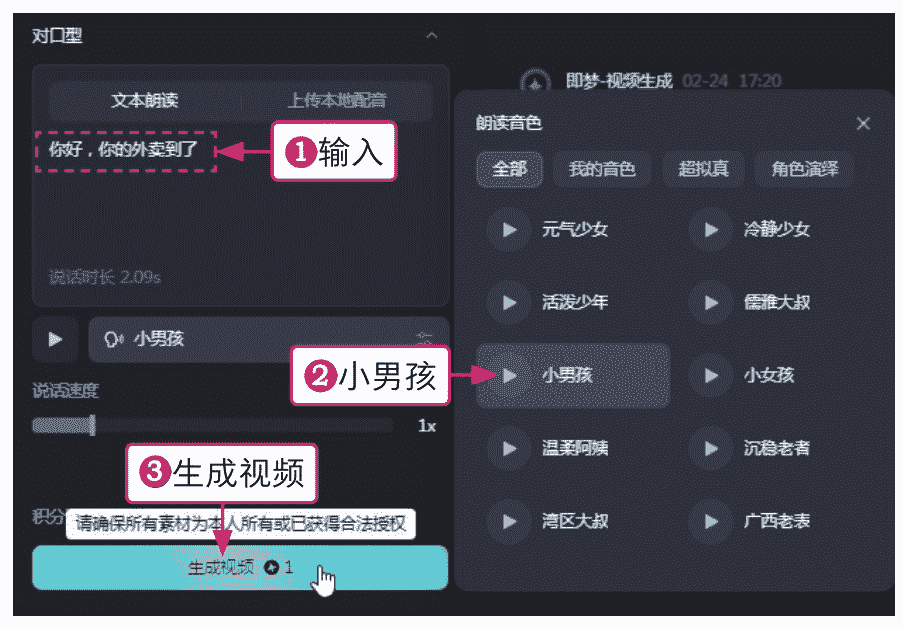 对口型
文本朗读
上传本地配音
你好，你的外卖到了
❶输入
说话时长 2.09s
小男孩
❷小男孩
说话速度
1x
❸生成视频
积分
请确保所有素材为本人所有或已获得合法授权
生成视频 1
即梦-视频生成 02-24 17:20
朗读音色
全部 我的音色 超拟真 角色演绎
元气少女 冷静少女
活泼少年 儒雅大叔
小男孩 小女孩
温柔阿姨 沉稳老者
湾区大叔 广西老表